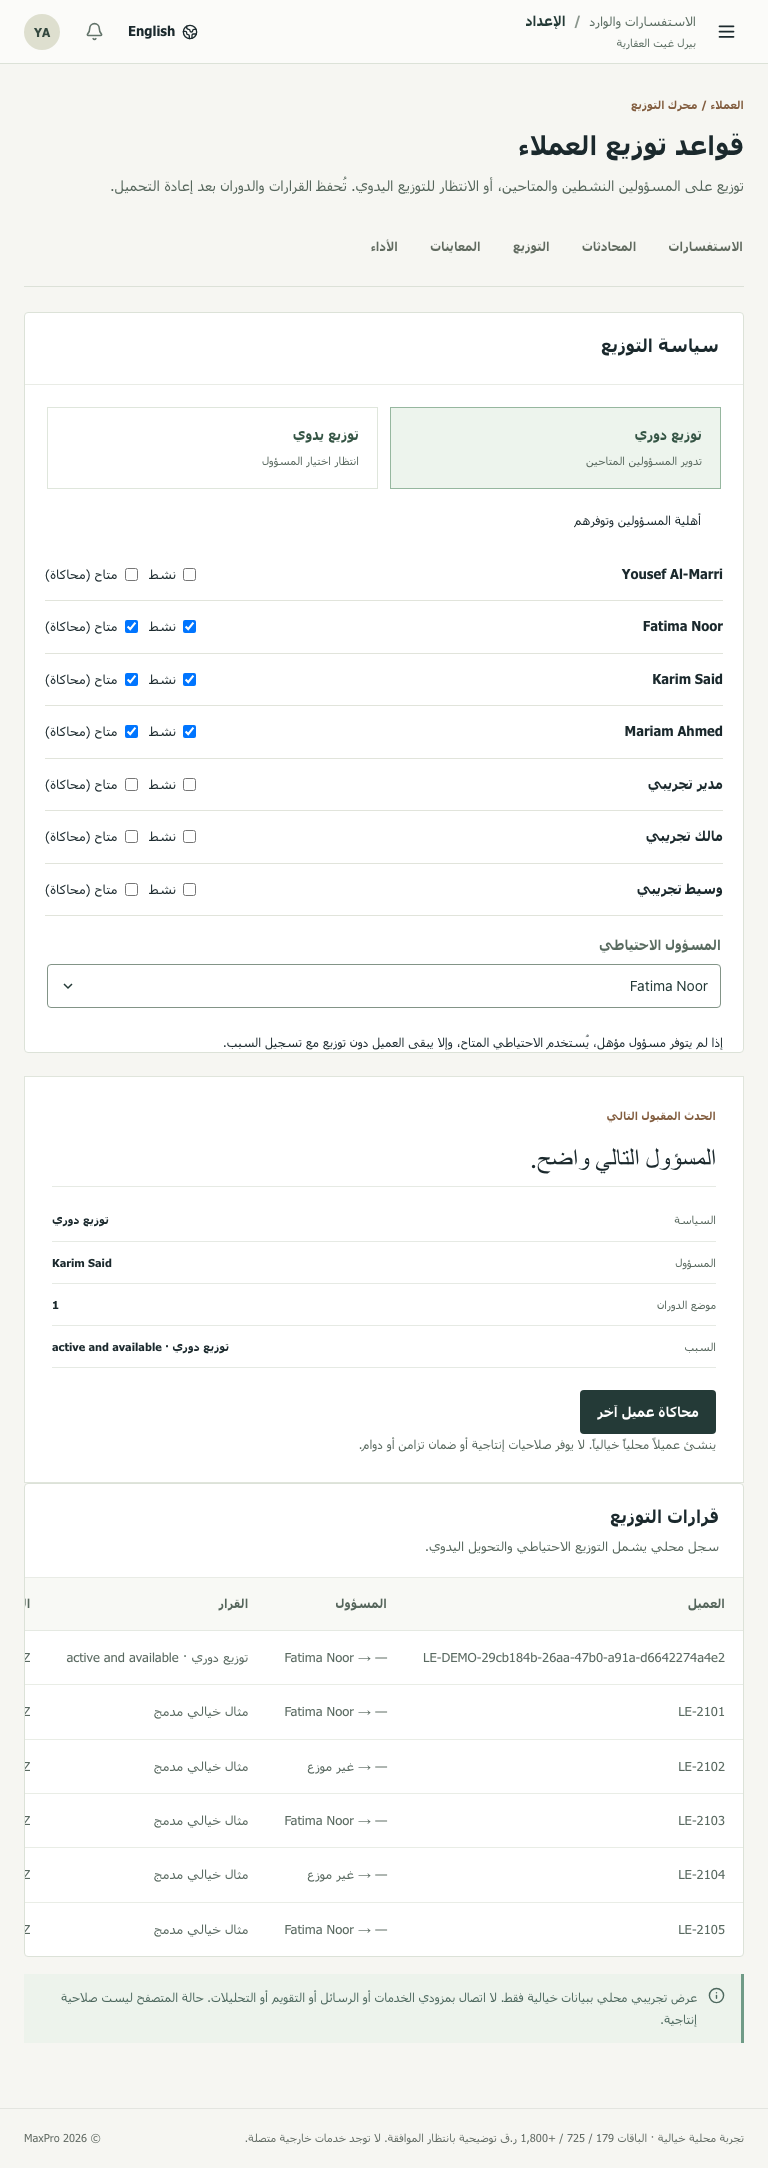 الاستفسارات والوارد / الإعداد
بيرل غيت العقارية
English
YA
العملاء / محرك التوزيع
قواعد توزيع العملاء
توزيع على المسؤولين النشطين والمتاحين، أو الانتظار للتوزيع اليدوي. تُحفظ القرارات والدوران بعد إعادة التحميل.
الاستفسارات المحادثات التوزيع المعاينات الأداء
سياسة التوزيع
توزيع دوري
تدوير المسؤولين المتاحين
توزيع يدوي
انتظار اختيار المسؤول
أهلية المسؤولين وتوفرهم
Yousef Al-Marri نشط متاح (محاكاة)
Fatima Noor نشط متاح (محاكاة)
Karim Said نشط متاح (محاكاة)
Mariam Ahmed نشط متاح (محاكاة)
مدير تجريبي نشط متاح (محاكاة)
مالك تجريبي نشط متاح (محاكاة)
وسيط تجريبي نشط متاح (محاكاة)
المسؤول الاحتياطي
Fatima Noor
إذا لم يتوفر مسؤول مؤهل، يُستخدم الاحتياطي المتاح، وإلا يبقى العميل دون توزيع مع تسجيل السبب.
الحدث المقبول التالي
المسؤول التالي واضح.
السياسة توزيع دوري
المسؤول Karim Said
موضع الدوران 1
السبب توزيع دوري · active and available
محاكاة عميل آخر
ينشئ عميلاً محلياً خيالياً. لا يوفر صلاحيات إنتاجية أو ضمان تزامن أو دوام.
قرارات التوزيع
سجل محلي يشمل التوزيع الاحتياطي والتحويل اليدوي.
العميل المسؤول القرار
LE-DEMO-29cb184b-26aa-47b0-a91a-d6642274a4e2 — → Fatima Noor توزيع دوري · active and available Z
LE-2101 — → Fatima Noor مثال خيالي مدمج Z
LE-2102 — → غير موزع مثال خيالي مدمج Z
LE-2103 — → Fatima Noor مثال خيالي مدمج Z
LE-2104 — → غير موزع مثال خيالي مدمج Z
LE-2105 — → Fatima Noor مثال خيالي مدمج Z
عرض تجريبي محلي ببيانات خيالية فقط. لا اتصال بمزودي الخدمات أو الرسائل أو التقويم أو التحليلات. حالة المتصفح ليست صلاحية
إنتاجية.
تجربة محلية خيالية · الباقات 179 / 725 / +1,800 ر.ق توضيحية بانتظار الموافقة. لا توجد خدمات خارجية متصلة.
© 2026 MaxPro